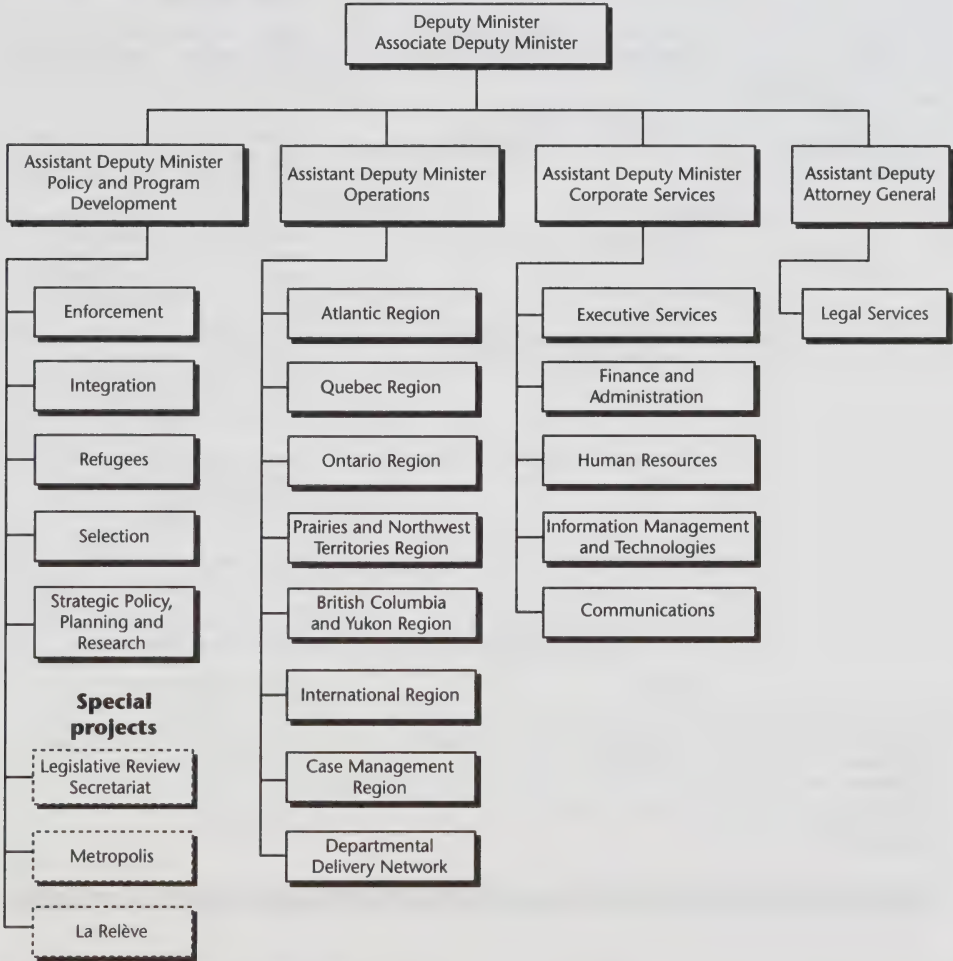 Deputy Minister
Associate Deputy Minister
Assistant Deputy Minister
Policy and Program
Development
Enforcement
Integration
Refugees
Selection
Strategic Policy,
Planning and
Research
Special
projects
Legislative Review
Secretariat
Metropolis
La Relève
Assistant Deputy Minister
Operations
Atlantic Region
Quebec Region
Ontario Region
Prairies and Northwest
Territories Region
British Columbia
and Yukon Region
International Region
Case Management
Region
Departmental
Delivery Network
Assistant Deputy Minister
Corporate Services
Executive Services
Finance and
Administration
Human Resources
Information Management
and Technologies
Communications
Assistant Deputy
Attorney General
Legal Services